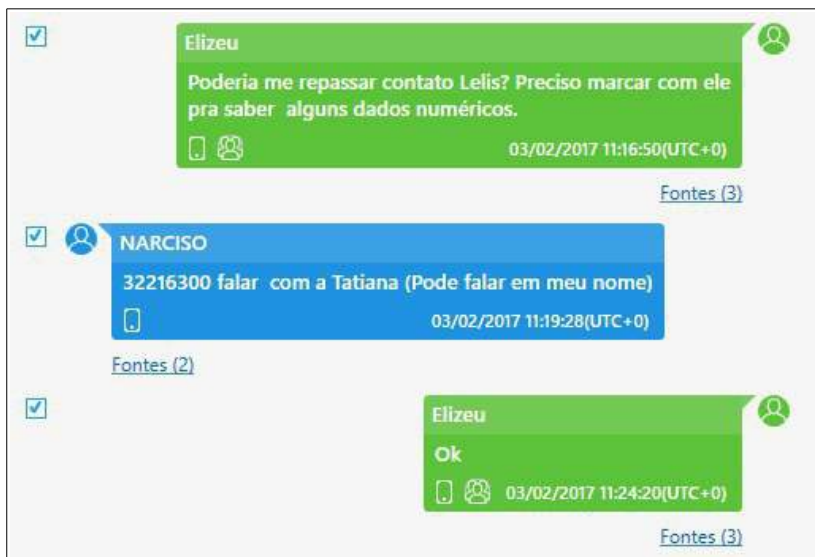 Elizeu
Poderia me repassar contato Lelis? Preciso marcar com ele
pra saber alguns dados numéricos.
03/02/2017 11:16:50(UTC+0)
Fontes (3)
NARCISO
32216300 falar com a Tatiana (Pode falar em meu nome)
03/02/2017 11:19:28(UTC+0)
Fontes (2)
Elizeu
Ok
03/02/2017 11:24:20(UTC+0)
Fontes (3)